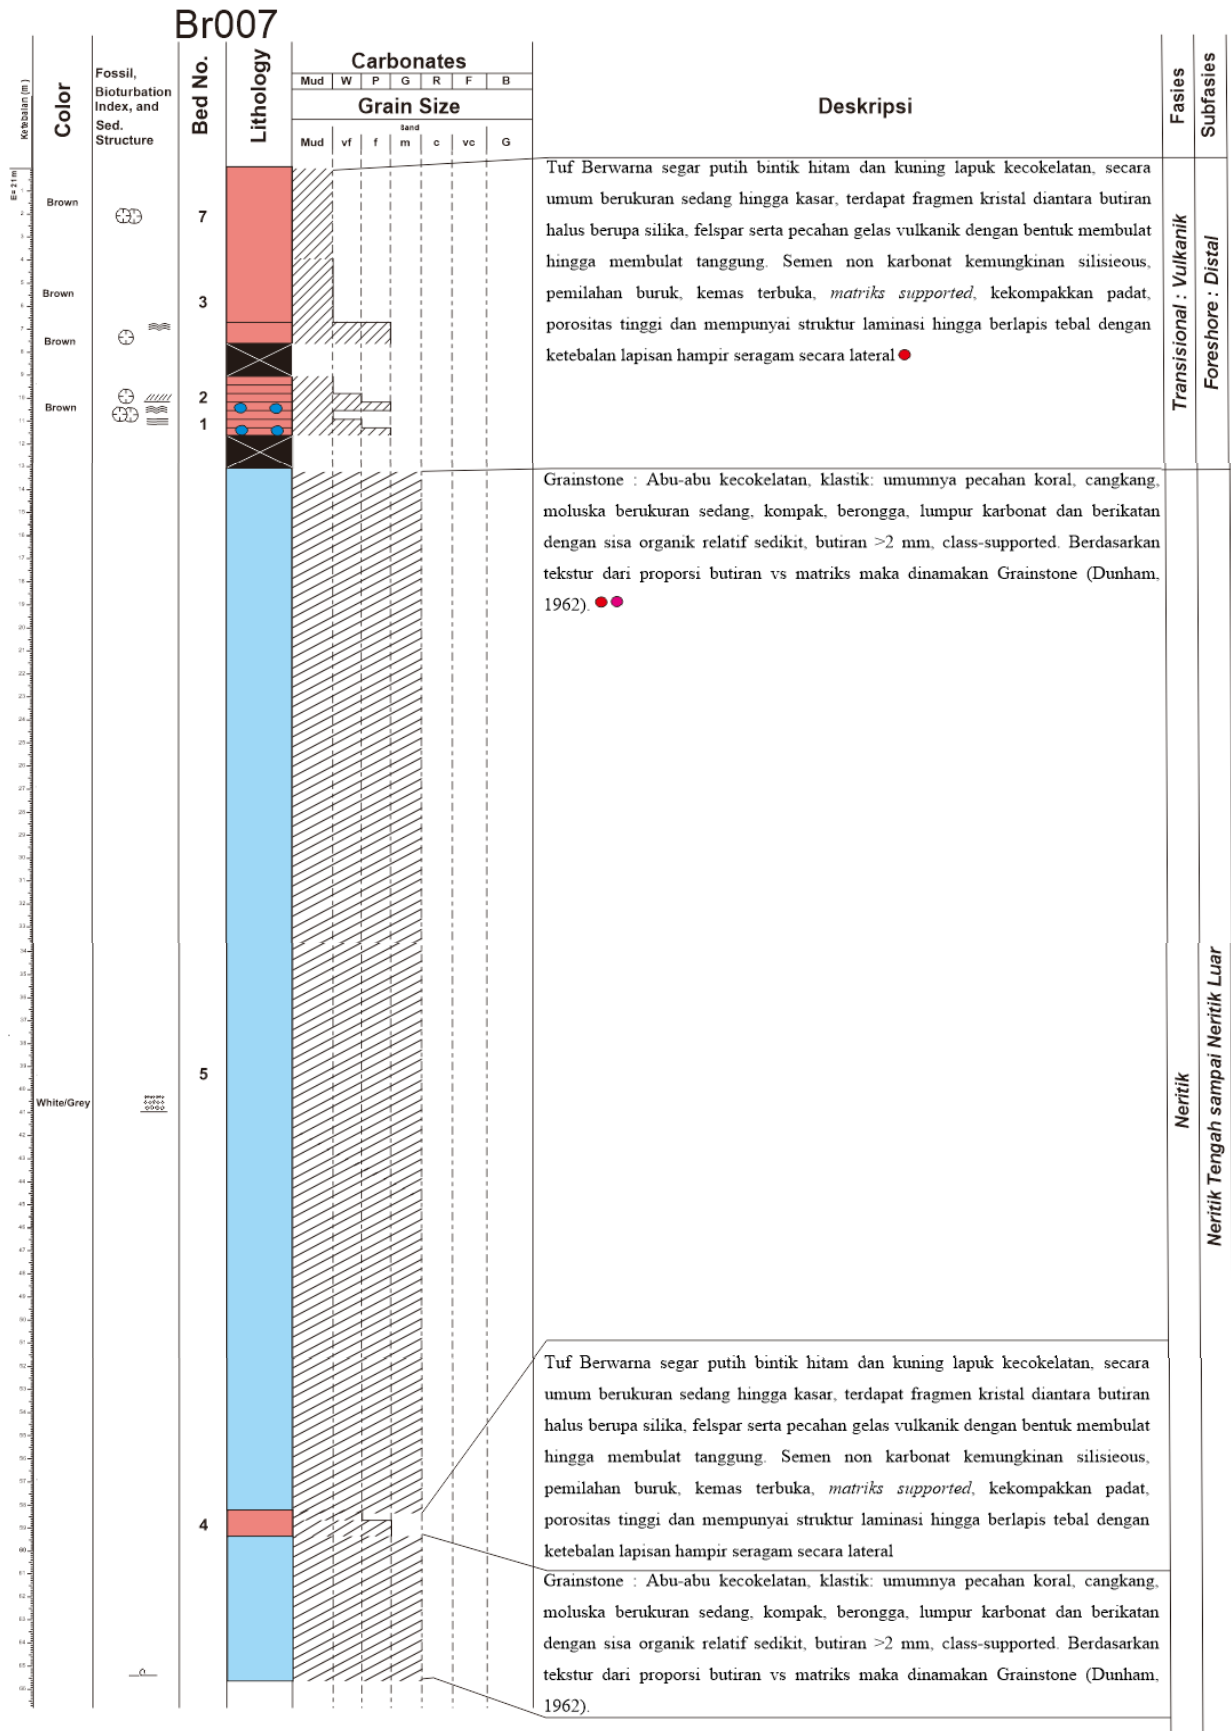 Br007
Ketebalan (m)
Color
Fossil,
Bioturbation
Index, and
Sed.
Structure
Bed No.
Lithology
Carbonates
Mud W P G R F B
Grain Size
Sand
Mud vf f m c vc G
Deskripsi
Fasies
Subfasies
E= 21 m
Brown
7
Brown
3
Brown
Brown
2
1
Tuf Berwarna segar putih bintik hitam dan kuning lapuk kecokelatan, secara
umum berukuran sedang hingga kasar, terdapat fragmen kristal diantara butiran
halus berupa silika, felspar serta pecahan gelas vulkanik dengan bentuk membulat
hingga membulat tanggung. Semen non karbonat kemungkinan silisieous,
pemilahan buruk, kemas terbuka, matriks supported, kekompakkan padat,
porositas tinggi dan mempunyai struktur laminasi hingga berlapis tebal dengan
ketebalan lapisan hampir seragam secara lateral
Transisional : Vulkanik
Foreshore : Distal
Grainstone : Abu-abu kecokelatan, klastik: umumnya pecahan koral, cangkang,
moluska berukuran sedang, kompak, berongga, lumpur karbonat dan berikatan
dengan sisa organik relatif sedikit, butiran >2 mm, class-supported. Berdasarkan
tekstur dari proporsi butiran vs matriks maka dinamakan Grainstone (Dunham,
1962).
5
White/Grey
Neritik
Neritik Tengah sampai Neritik Luar
Tuf Berwarna segar putih bintik hitam dan kuning lapuk kecokelatan, secara
umum berukuran sedang hingga kasar, terdapat fragmen kristal diantara butiran
halus berupa silika, felspar serta pecahan gelas vulkanik dengan bentuk membulat
hingga membulat tanggung. Semen non karbonat kemungkinan silisieous,
pemilahan buruk, kemas terbuka, matriks supported, kekompakkan padat,
porositas tinggi dan mempunyai struktur laminasi hingga berlapis tebal dengan
ketebalan lapisan hampir seragam secara lateral
4
Grainstone : Abu-abu kecokelatan, klastik: umumnya pecahan koral, cangkang,
moluska berukuran sedang, kompak, berongga, lumpur karbonat dan berikatan
dengan sisa organik relatif sedikit, butiran >2 mm, class-supported. Berdasarkan
tekstur dari proporsi butiran vs matriks maka dinamakan Grainstone (Dunham,
1962).